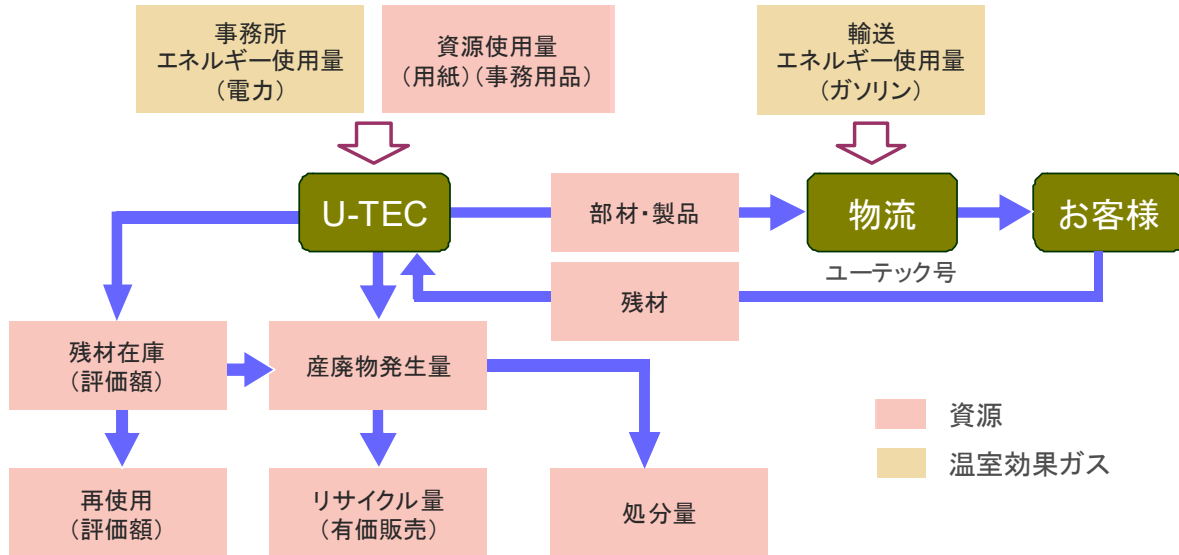 事務所
エネルギー使用量
（電力）
資源使用量
（用紙）（事務用品）
輸送
エネルギー使用量
（ガソリン）
U-TEC
部材・製品
物流
お客様
ユーテック号
残材
残材在庫
（評価額）
産廃物発生量
資源
温室効果ガス
再使用
（評価額）
リサイクル量
（有価販売）
処分量